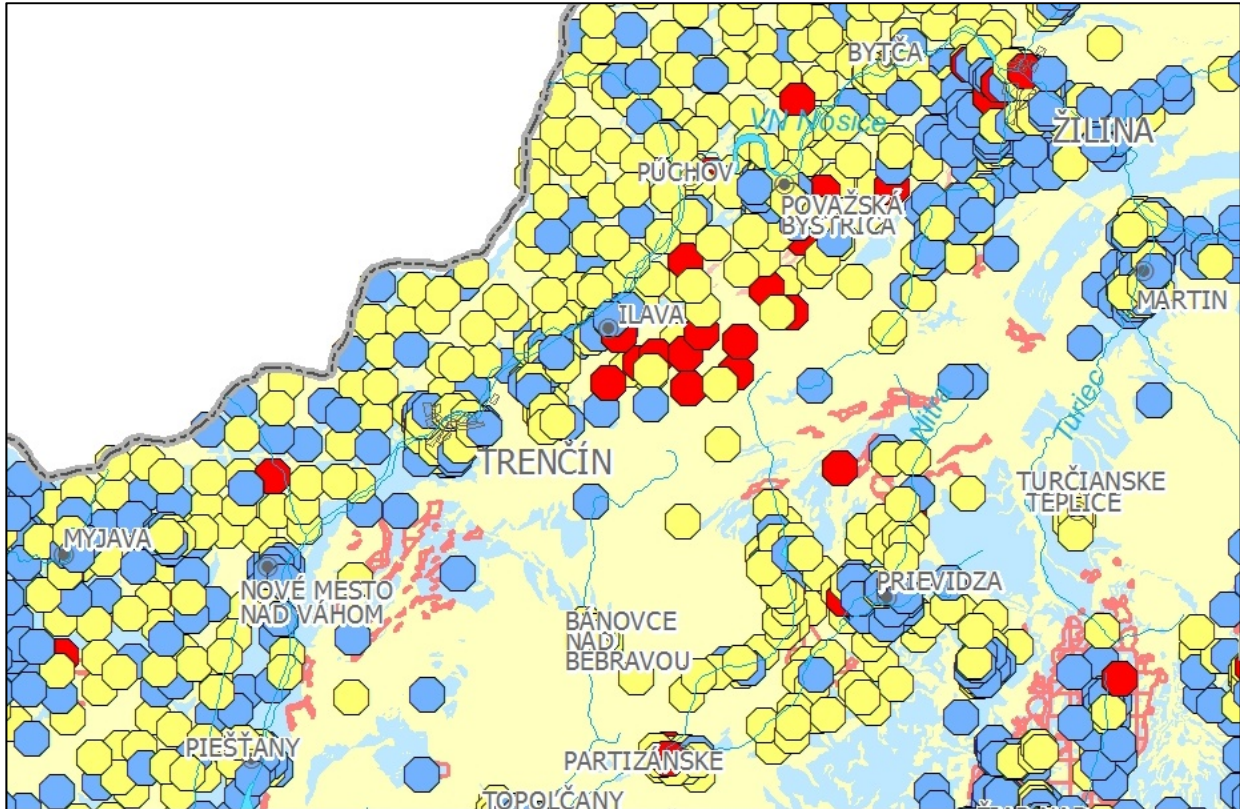 BYTČA
VN Nosice
ŽILINA
PÚCHOV
POVAŽSKÁ
BYSTRICA
MARTIN
ILAVA
Nitra
Turiec
TRENČÍN
TURČIANSKE
TEPLICE
MYJAVA
NOVÉ MESTO
NAD VÁHOM
PRIEVIDZA
BÁNOVCE
NAD
BEBRAVOU
PIEŠŤANY
PARTIZÁNSKE
TOPOĽČANY